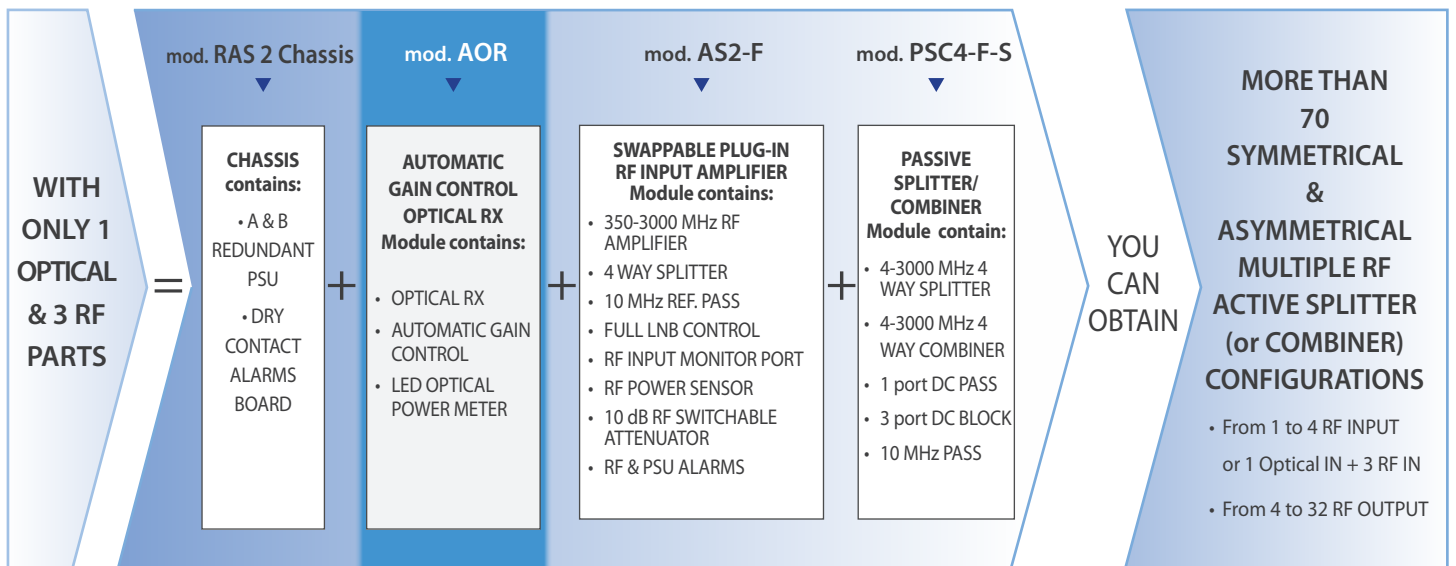 WITH
ONLY 1
OPTICAL
& 3 RF
PARTS
=
mod. RAS 2 Chassis
CHASSIS
contains:
• A & B
REDUNDANT
PSU
• DRY
CONTACT
ALARMS
BOARD
+
mod. AOR
AUTOMATIC
GAIN CONTROL
OPTICAL RX
Module contains:
• OPTICAL RX
• AUTOMATIC GAIN
CONTROL
• LED OPTICAL
POWER METER
+
mod. AS2-F
SWAPPABLE PLUG-IN
RF INPUT AMPLIFIER
Module contains:
• 350-3000 MHz RF
AMPLIFIER
• 4 WAY SPLITTER
• 10 MHz REF. PASS
• FULL LNB CONTROL
• RF INPUT MONITOR PORT
• RF POWER SENSOR
• 10 dB RF SWITCHABLE
ATTENUATOR
• RF & PSU ALARMS
+
mod. PSC4-F-S
PASSIVE
SPLITTER/
COMBINER
Module contain:
• 4-3000 MHz 4
WAY SPLITTER
• 4-3000 MHz 4
WAY COMBINER
• 1 port DC PASS
• 3 port DC BLOCK
• 10 MHz PASS
YOU
CAN
OBTAIN
MORE THAN
70
SYMMETRICAL
&
ASYMMETRICAL
MULTIPLE RF
ACTIVE SPLITTER
(or COMBINER)
CONFIGURATIONS
• From 1 to 4 RF INPUT
or 1 Optical IN + 3 RF IN
• From 4 to 32 RF OUTPUT